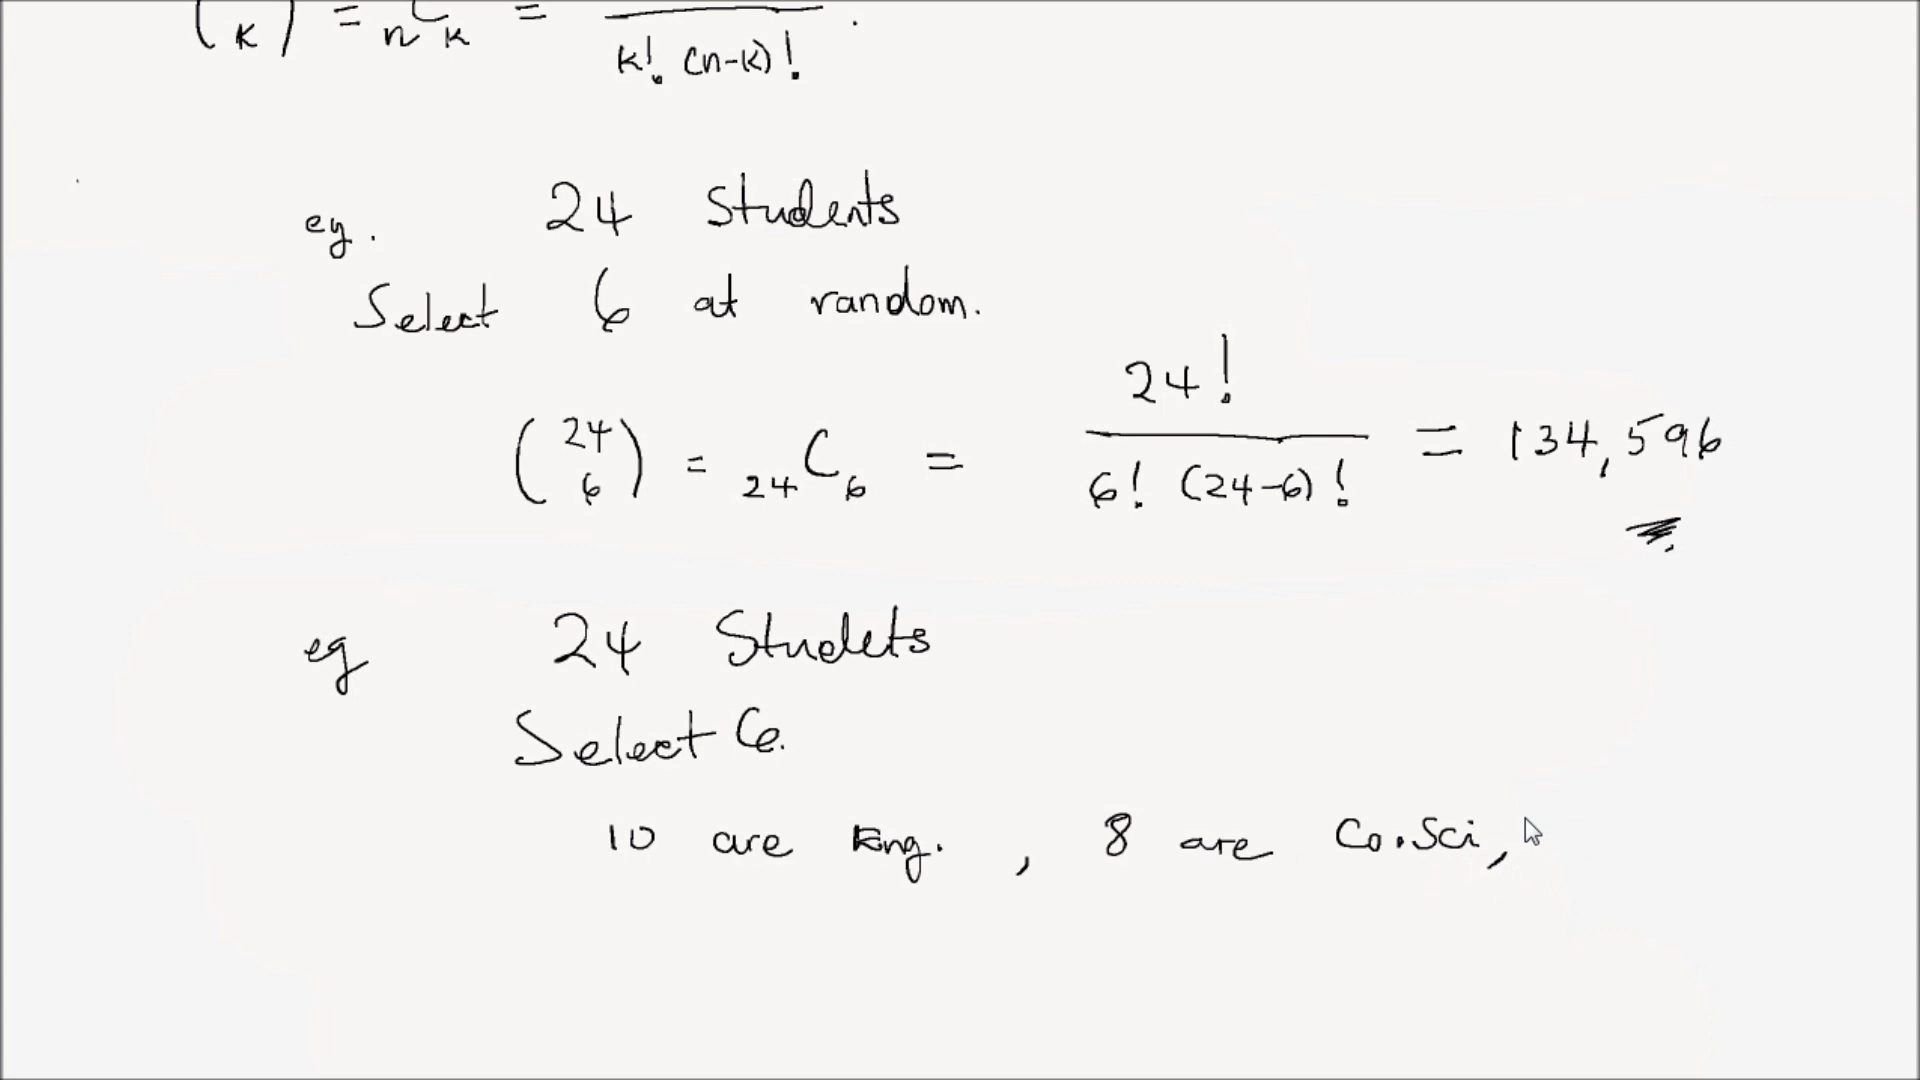 (k) = nCk = k! (n-k)! .
eg. 24 Students
Select 6 at random.
(24 6) = 24C6 = 24! / 6! (24-6)! = 134,596
eg 24 Studets
Select 6.
10 are Eng. , 8 are Co.Sci,